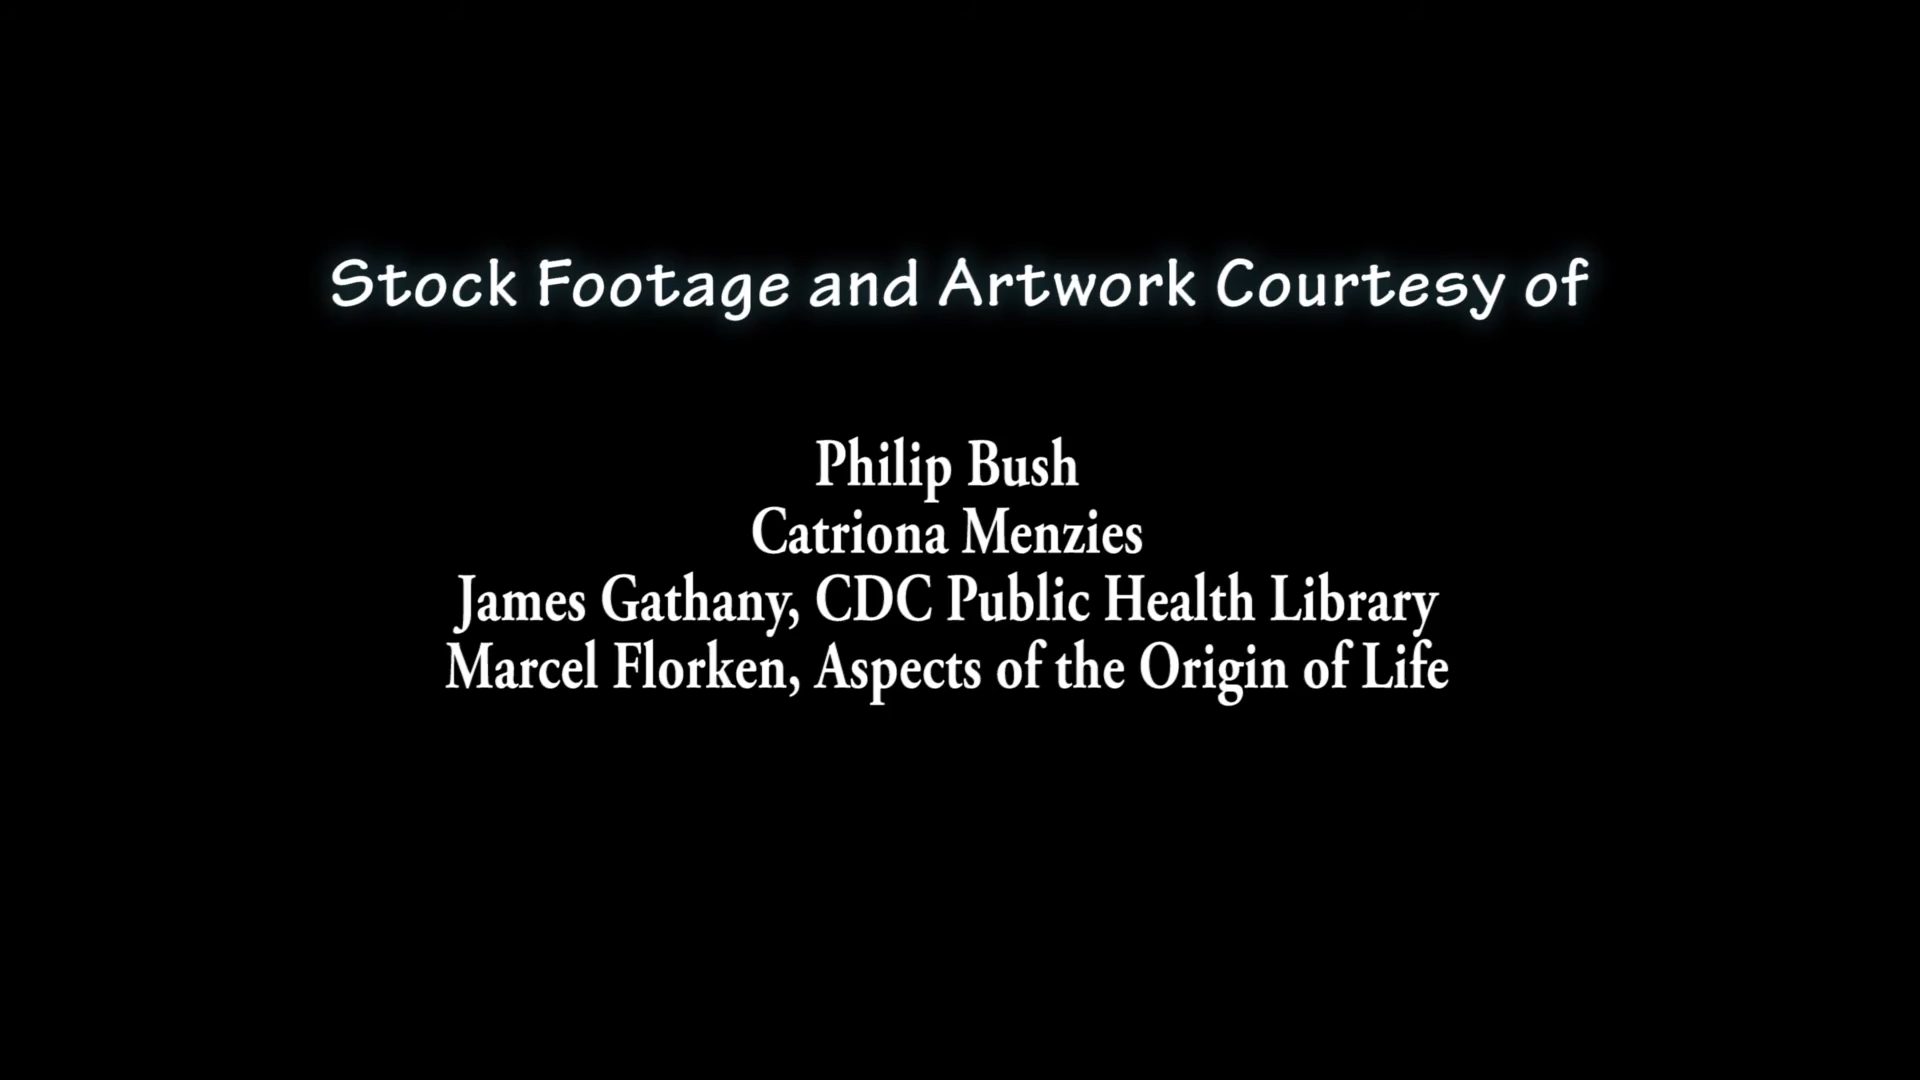 Stock Footage and Artwork Courtesy of
Philip Bush
Catriona Menzies
James Gathany, CDC Public Health Library
Marcel Florken, Aspects of the Origin of Life